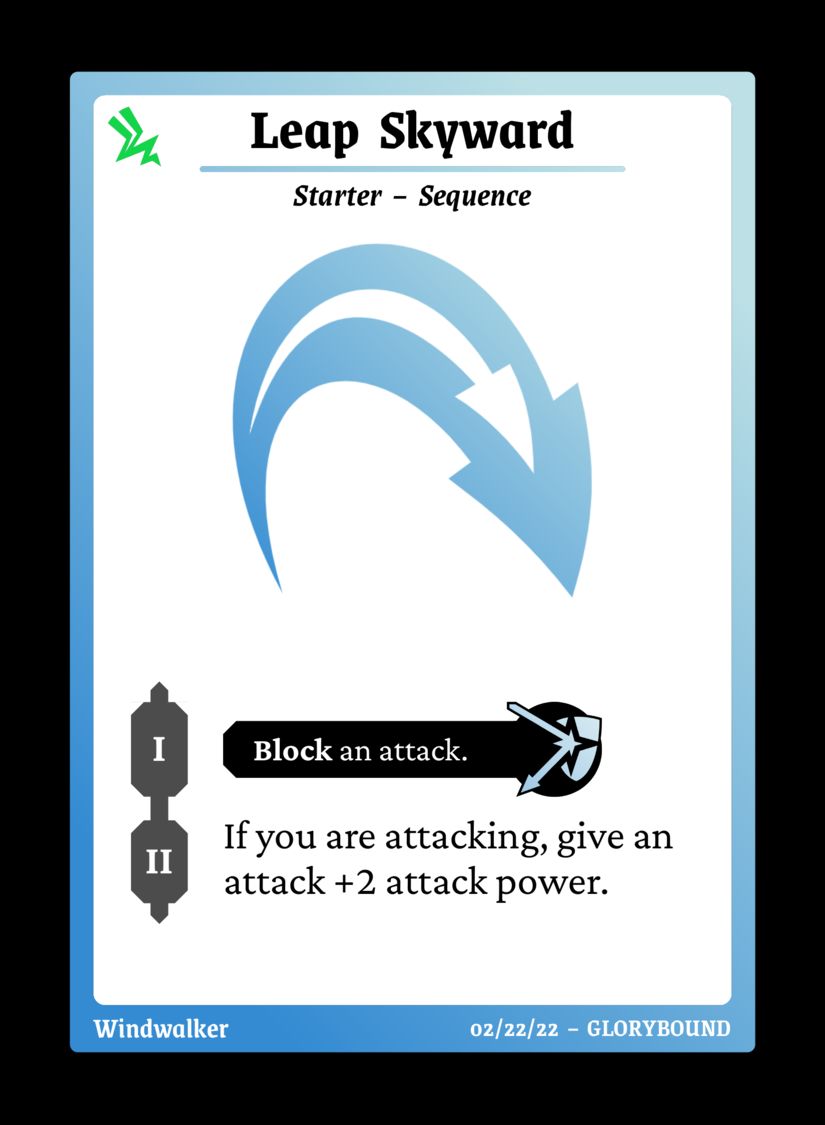 Leap Skyward
Starter – Sequence
I
Block an attack.
II
If you are attacking, give an
attack +2 attack power.
Windwalker
02/22/22 – GLORYBOUND